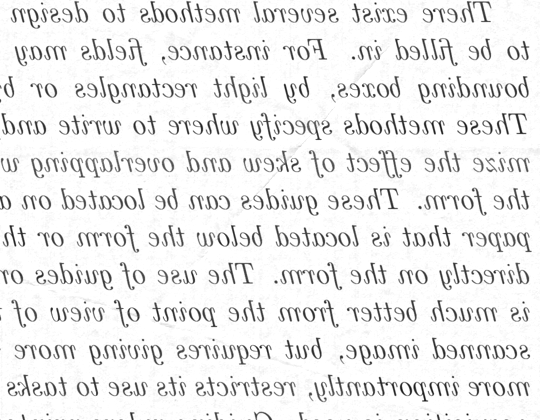 There exist several methods to design
to be filled in. For instance, fields may
bounding boxes, by light rectangles or by
These methods specify where to write and
mize the effect of skew and overlapping
the form. These guides can be located on a
paper that is located below the form or
directly on the form. The use of guides or
is much better from the point of view of
scanned image, but requires giving more
more importantly, restricts its use to tasks